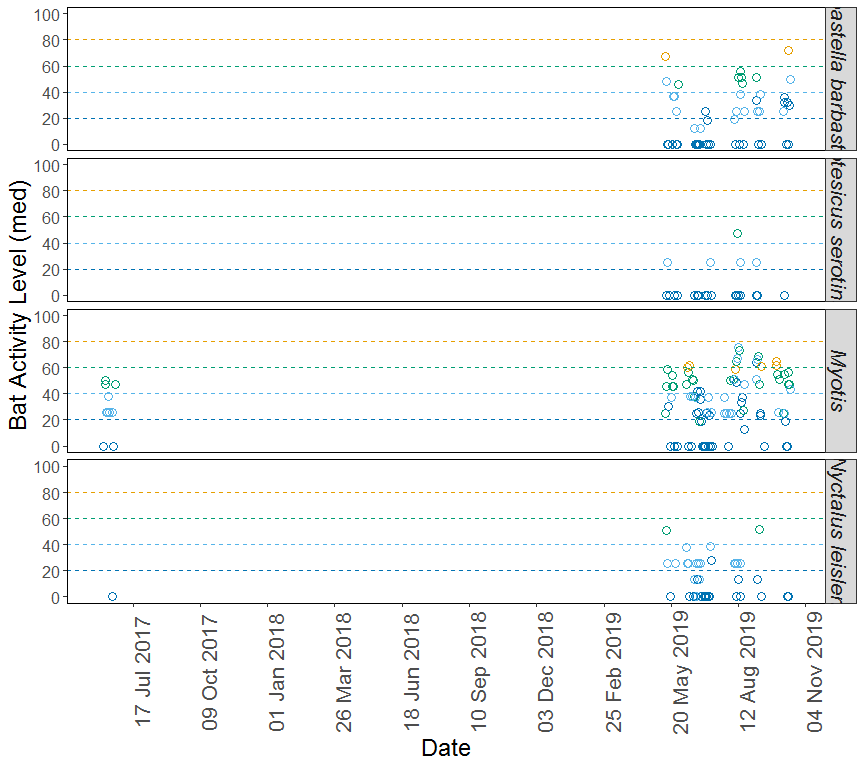 100
80
60
40
20
0
astella barbast
100
80
60
40
20
0
tesicus serotin
100
80
60
40
20
0
Myotis
100
80
60
40
20
0
Nyctalus leisler
Bat Activity Level (med)
17 Jul 2017
09 Oct 2017
01 Jan 2018
26 Mar 2018
18 Jun 2018
10 Sep 2018
03 Dec 2018
25 Feb 2019
20 May 2019
12 Aug 2019
04 Nov 2019
Date